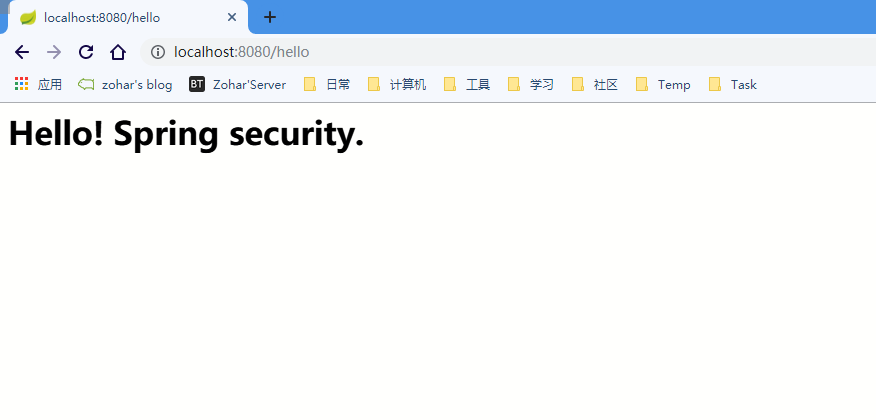 localhost:8080/hello
localhost:8080/hello
应用 zohar's blog BT Zohar'Server 日常 计算机 工具 学习 社区 Temp Task
Hello! Spring security.